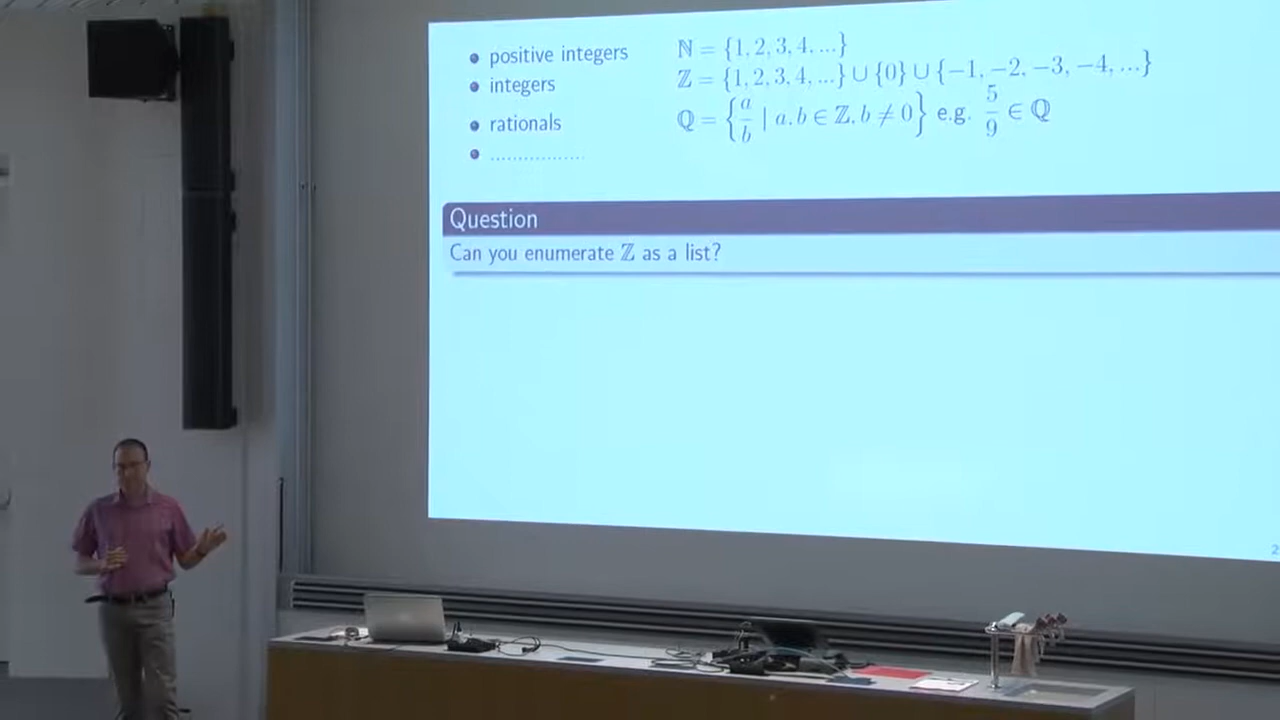 • positive integers ℕ = {1, 2, 3, 4, ...}
• integers ℤ = {1, 2, 3, 4, ...} ∪ {0} ∪ {−1, −2, −3, −4, ...}
• rationals ℚ = {a/b | a, b ∈ ℤ, b ≠ 0} e.g. 5/9 ∈ ℚ
• ..................
Question
Can you enumerate ℤ as a list?
2